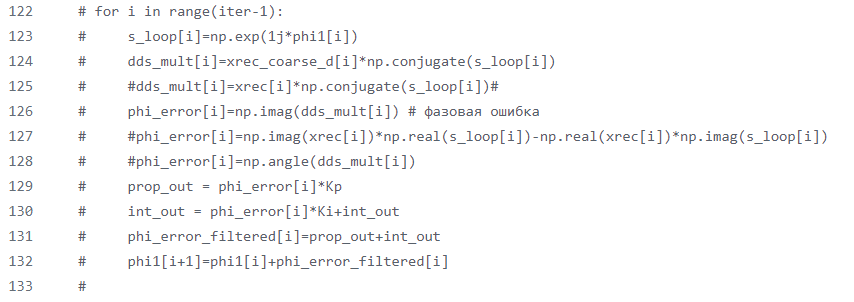 122 # for i in range(iter-1):
123 #     s_loop[i]=np.exp(1j*phi1[i])
124 #     dds_mult[i]=xrec_coarse_d[i]*np.conjugate(s_loop[i])
125 #     #dds_mult[i]=xrec[i]*np.conjugate(s_loop[i])#
126 #     phi_error[i]=np.imag(dds_mult[i]) # фазовая ошибка
127 #     #phi_error[i]=np.imag(xrec[i])*np.real(s_loop[i])-np.real(xrec[i])*np.imag(s_loop[i])
128 #     #phi_error[i]=np.angle(dds_mult[i])
129 #     prop_out = phi_error[i]*Kp
130 #     int_out = phi_error[i]*Ki+int_out
131 #     phi_error_filtered[i]=prop_out+int_out
132 #     phi1[i+1]=phi1[i]+phi_error_filtered[i]
133 #